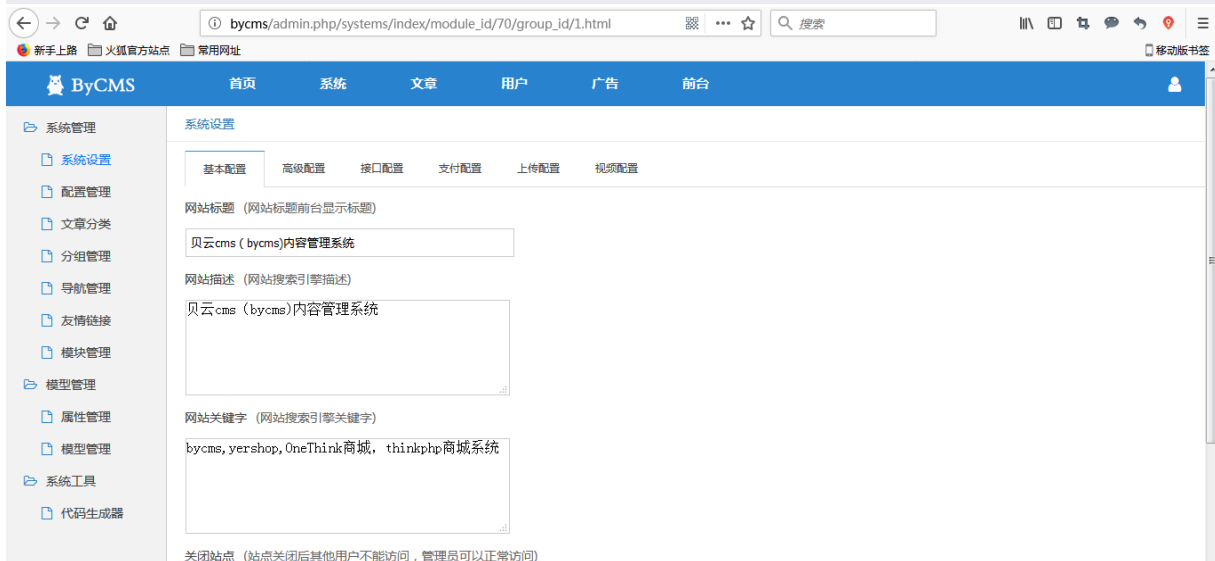 bycms/admin.php/systems/index/module_id/70/group_id/1.html
搜索
新手上路 火狐官方站点 常用网址 移动版书签
ByCMS 首页 系统 文章 用户 广告 前台
系统管理
系统设置
配置管理
文章分类
分组管理
导航管理
友情链接
模块管理
模型管理
属性管理
模型管理
系统工具
代码生成器
系统设置
基本配置 高级配置 接口配置 支付配置 上传配置 视频配置
网站标题 (网站标题前台显示标题)
贝云cms ( bycms)内容管理系统
网站描述 (网站搜索引擎描述)
贝云cms (bycms)内容管理系统
网站关键字 (网站搜索引擎关键字)
bycms,yershop,OneThink商城，thinkphp商城系统
关闭站点 (站点关闭后其他用户不能访问，管理员可以正常访问)